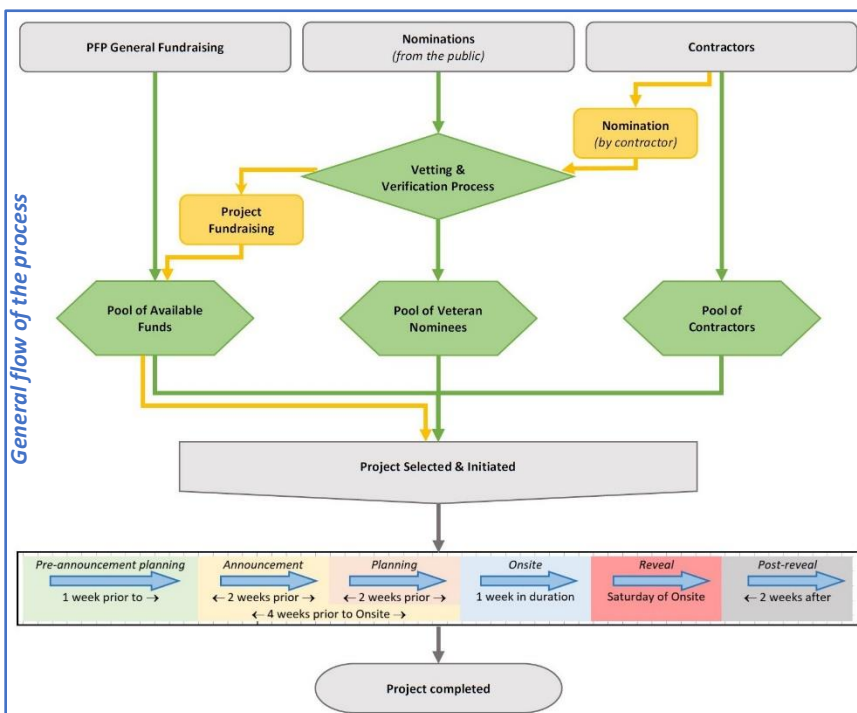 General flow of the process
PFP General Fundraising
Nominations
(from the public)
Contractors
Nomination
(by contractor)
Vetting &
Verification Process
Project
Fundraising
Pool of Available
Funds
Pool of Veteran
Nominees
Pool of
Contractors
Project Selected & Initiated
Pre-announcement planning
1 week prior to →
Announcement
← 2 weeks prior →
Planning
← 2 weeks prior →
← 4 weeks prior to Onsite →
Onsite
1 week in duration
Reveal
Saturday of Onsite
Post-reveal
← 2 weeks after
Project completed